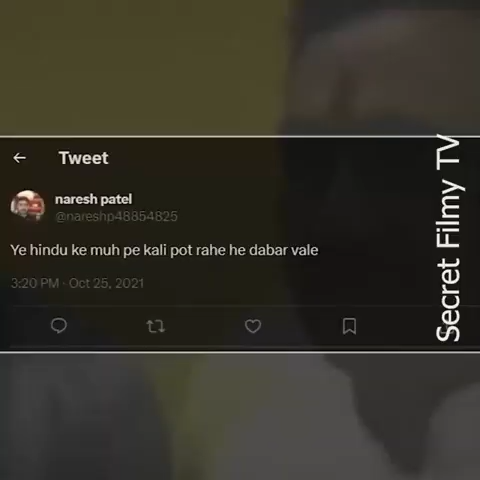 Tweet
naresh patel
@nareshp48854825
Ye hindu ke muh pe kali pot rahe he dabar vale
3:20 PM · Oct 25, 2021
Secret Filmy TV